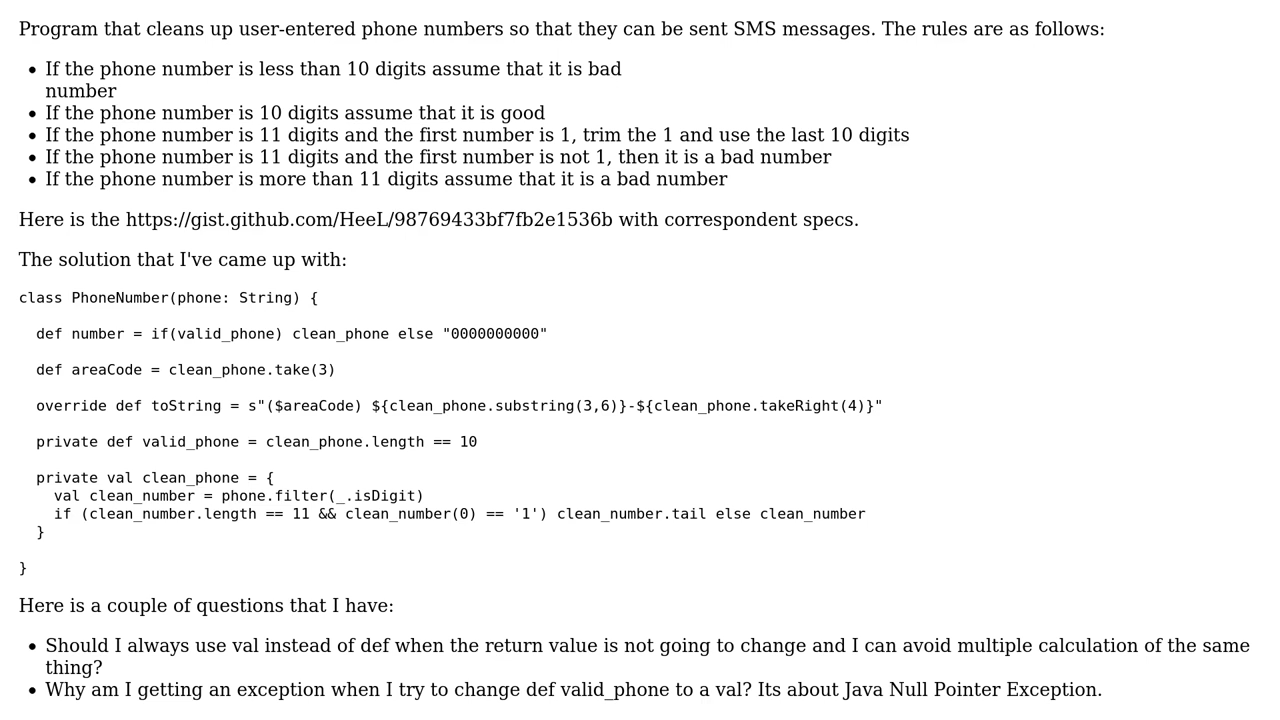 Program that cleans up user-entered phone numbers so that they can be sent SMS messages. The rules are as follows:
• If the phone number is less than 10 digits assume that it is bad
number
• If the phone number is 10 digits assume that it is good
• If the phone number is 11 digits and the first number is 1, trim the 1 and use the last 10 digits
• If the phone number is 11 digits and the first number is not 1, then it is a bad number
• If the phone number is more than 11 digits assume that it is a bad number
Here is the https://gist.github.com/HeeL/98769433bf7fb2e1536b with correspondent specs.
The solution that I've came up with:
class PhoneNumber(phone: String) {
  def number = if(valid_phone) clean_phone else "0000000000"
  def areaCode = clean_phone.take(3)
  override def toString = s"($areaCode) ${clean_phone.substring(3,6)}-${clean_phone.takeRight(4)}"
  private def valid_phone = clean_phone.length == 10
  private val clean_phone = {
    val clean_number = phone.filter(_.isDigit)
    if (clean_number.length == 11 && clean_number(0) == '1') clean_number.tail else clean_number
  }
}
Here is a couple of questions that I have:
• Should I always use val instead of def when the return value is not going to change and I can avoid multiple calculation of the same
thing?
• Why am I getting an exception when I try to change def valid_phone to a val? Its about Java Null Pointer Exception.